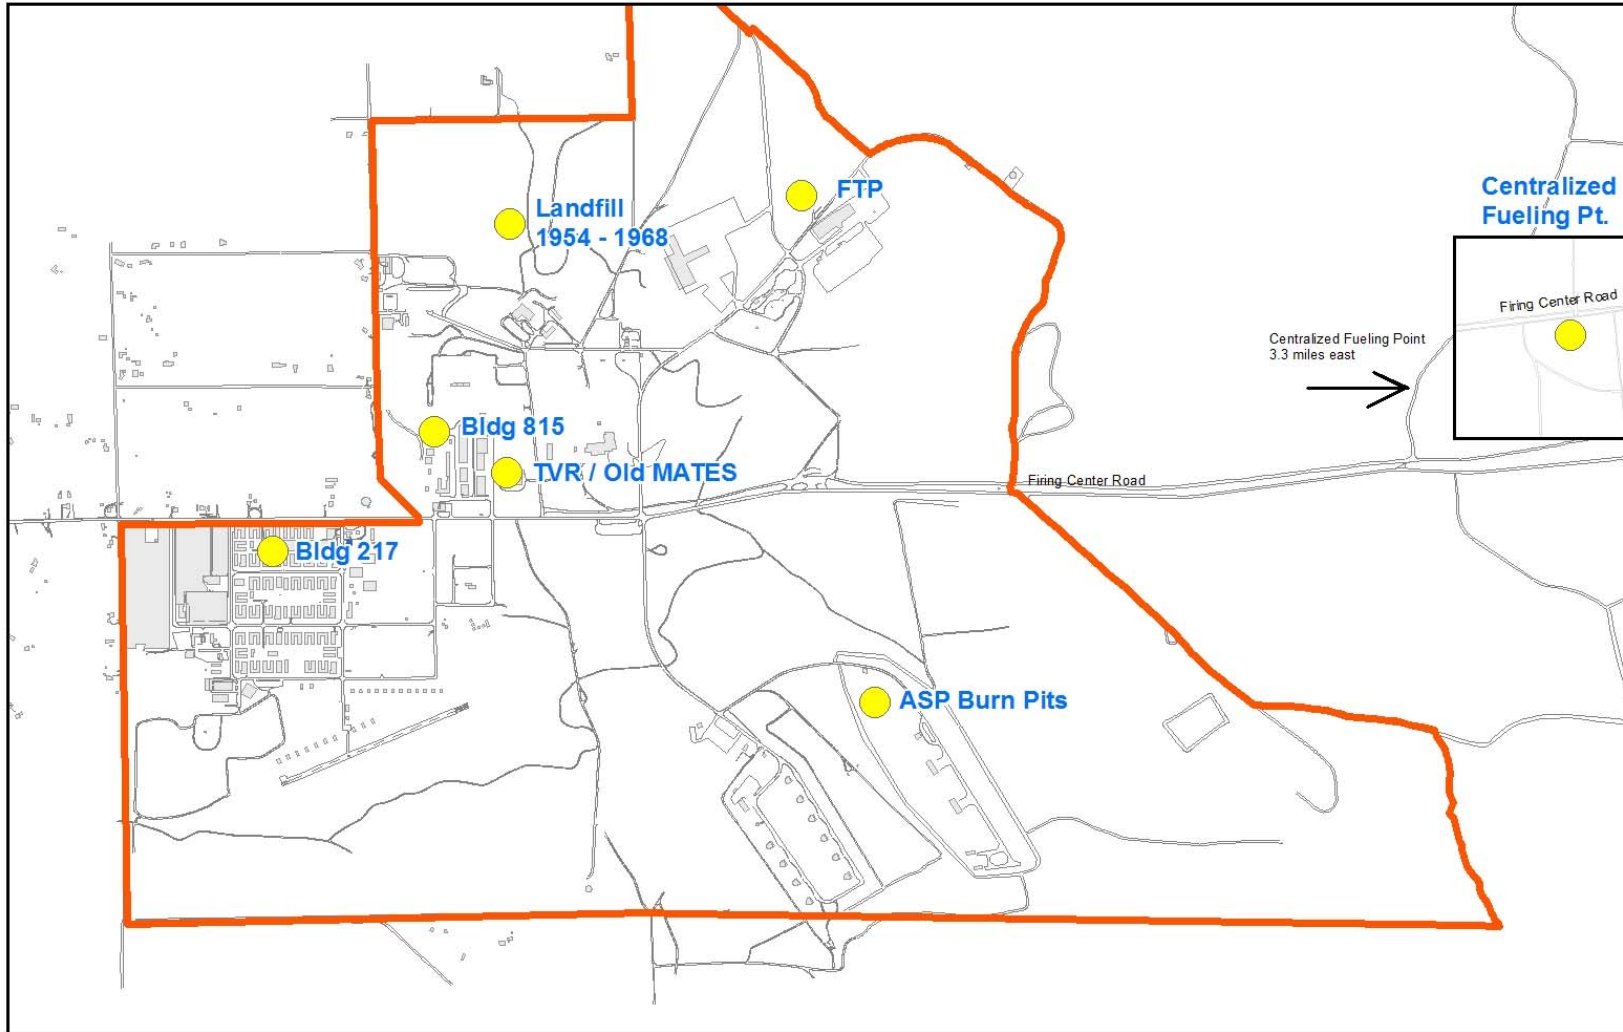 FTP
Landfill
1954 - 1968
Centralized
Fueling Pt.
Firing Center Road
Centralized Fueling Point
3.3 miles east
Bldg 815
TVR / Old MATES
Firing Center Road
Bldg 217
ASP Burn Pits